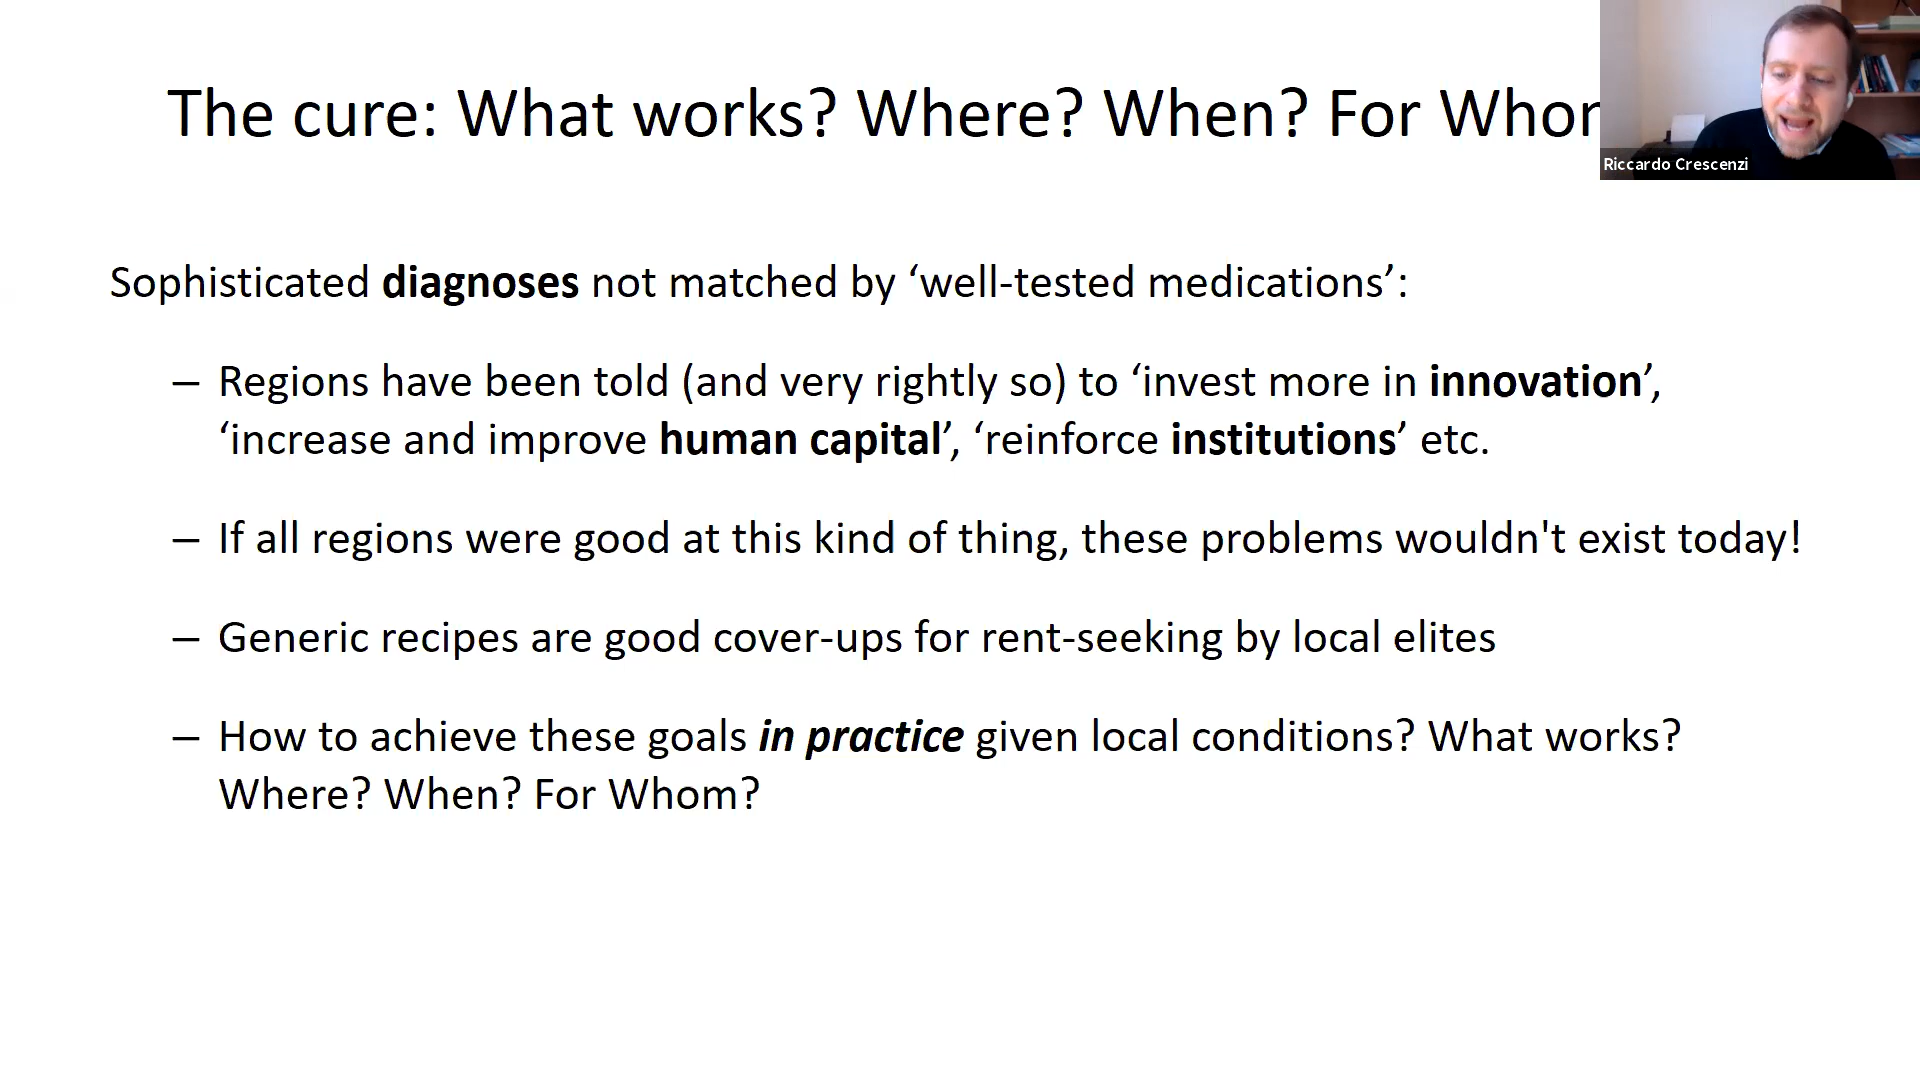 The cure: What works? Where? When? For Whom
Riccardo Crescenzi
Sophisticated diagnoses not matched by ‘well-tested medications’:
– Regions have been told (and very rightly so) to ‘invest more in innovation’,
‘increase and improve human capital’, ‘reinforce institutions’ etc.
– If all regions were good at this kind of thing, these problems wouldn't exist today!
– Generic recipes are good cover-ups for rent-seeking by local elites
– How to achieve these goals in practice given local conditions? What works?
Where? When? For Whom?